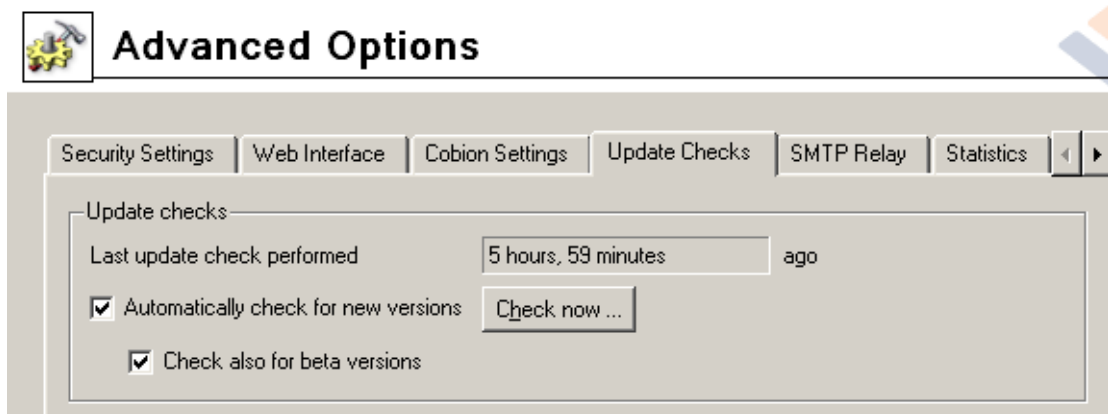 Advanced Options
Security Settings Web Interface Cobion Settings Update Checks SMTP Relay Statistics
Update checks
Last update check performed 5 hours, 59 minutes ago
Automatically check for new versions Check now ...
Check also for beta versions